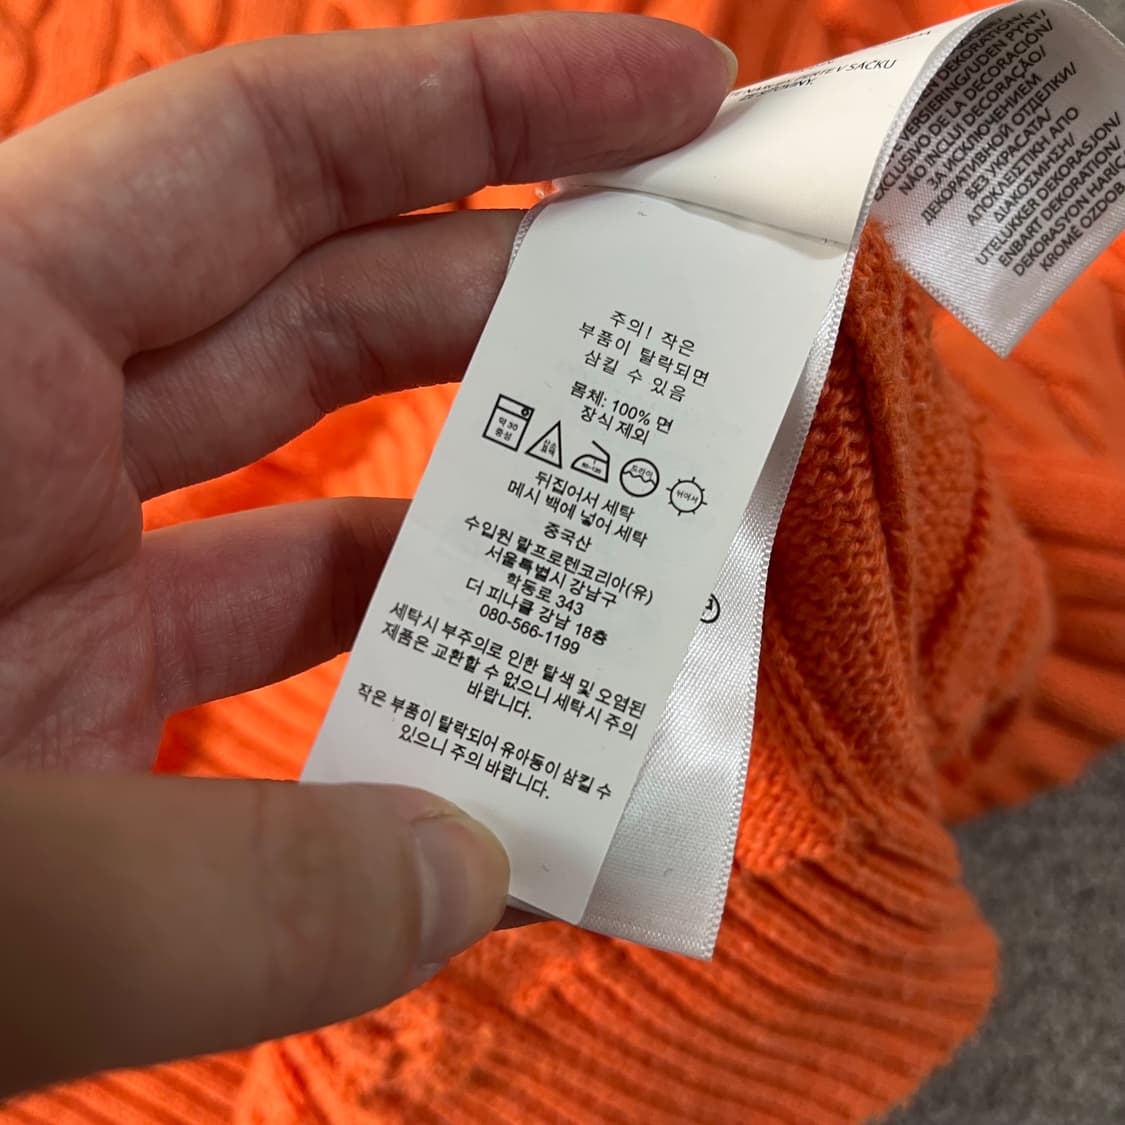 주의! 작은
부품이 탈락되면
삼킬 수 있음
몸체: 100% 면
장식 제외
약 30
중성
산소
표백
80~120
드라이
뉘어서
뒤집어서 세탁
메시 백에 넣어 세탁
중국산
수입원 랄프로렌코리아(유)
서울특별시 강남구
학동로 343
더 피나클 강남 18층
080-566-1199
세탁시 부주의로 인한 탈색 및 오염된
제품은 교환할 수 없으니 세탁시 주의
바랍니다.
작은 부품이 탈락되어 유아동이 삼킬 수
있으니 주의 바랍니다.
V SÁČKU
DEKORATION/
VERSIERING/UDEN PYNT/
EXCLUSIVO DE LA DECORACIÓN/
NÃO INCLUI DECORAÇÃO/
ЗА ИСКЛЮЧЕНИЕМ
ДЕКОРАТИВНОЙ ОТДЕЛКИ/
БЕЗ УКРАСАТА/
ΑΠΟΚΛΕΙΣΤΙΚΗ ΑΠΟ
ΔΙΑΚΟΣΜΗΣΗ/
UTELUKKER DEKORASJON/
ENBART DEKORATION/
DEKORASYON HARİÇ
KROMĚ OZDOB